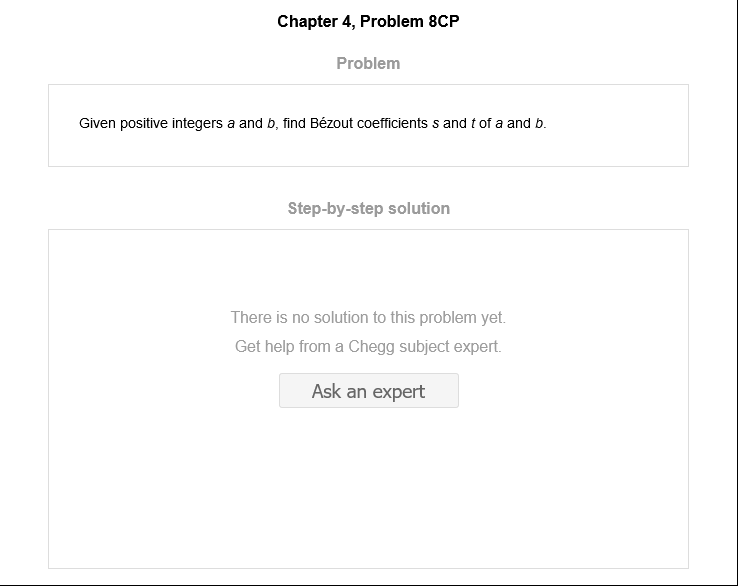 Chapter 4, Problem 8CP
Problem
Given positive integers a and b, find Bézout coefficients s and t of a and b.
Step-by-step solution
There is no solution to this problem yet.
Get help from a Chegg subject expert.
Ask an expert